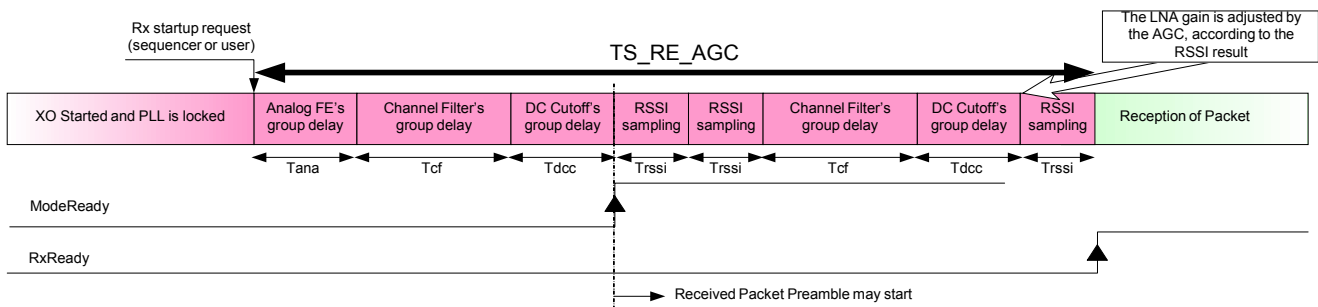 Rx startup request
(sequencer or user)
TS_RE_AGC
The LNA gain is adjusted by
the AGC, according to the
RSSI result
XO Started and PLL is locked
Analog FE's
group delay
Channel Filter's
group delay
DC Cutoff's
group delay
RSSI
sampling
RSSI
sampling
Channel Filter's
group delay
DC Cutoff's
group delay
RSSI
sampling
Reception of Packet
Tana
Tcf
Tdcc
Trssi
Trssi
Tcf
Tdcc
Trssi
ModeReady
RxReady
Received Packet Preamble may start